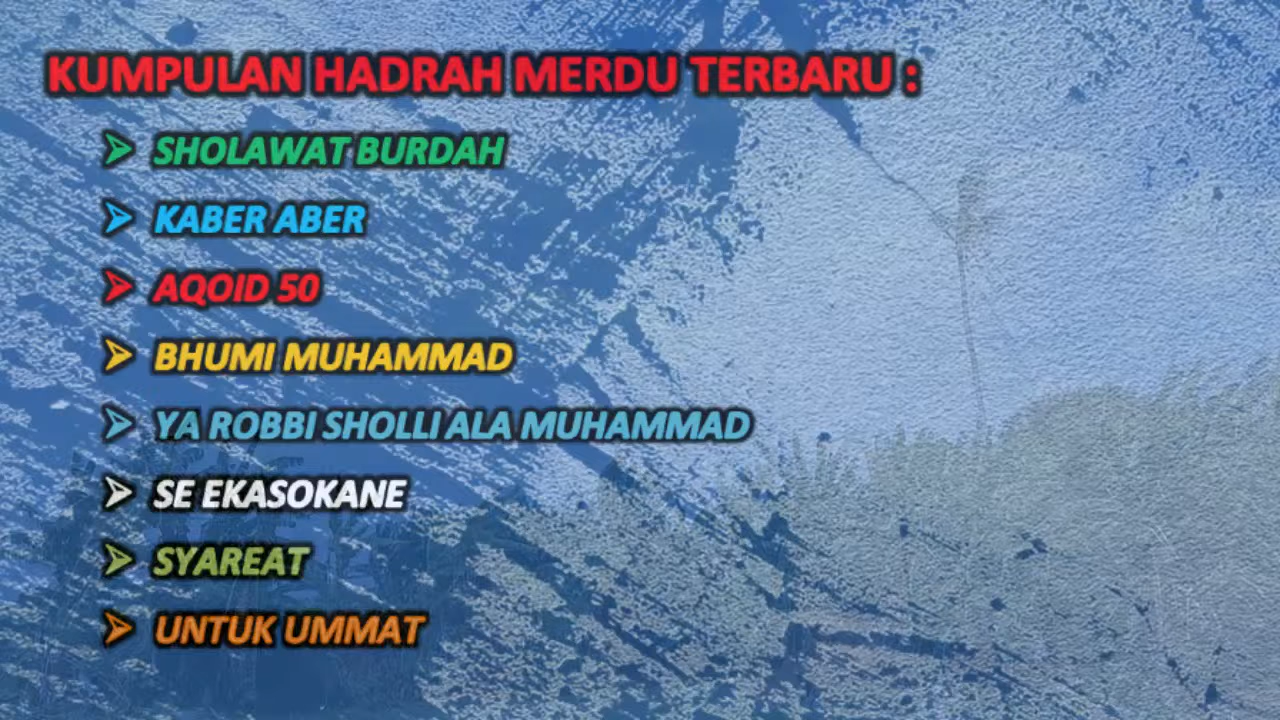 KUMPULAN HADRAH MERDU TERBARU :
SHOLAWAT BURDAH
KABER ABER
AQOID 50
BHUMI MUHAMMAD
YA ROBBI SHOLLI ALA MUHAMMAD
SE EKASOKANE
SYAREAT
UNTUK UMMAT